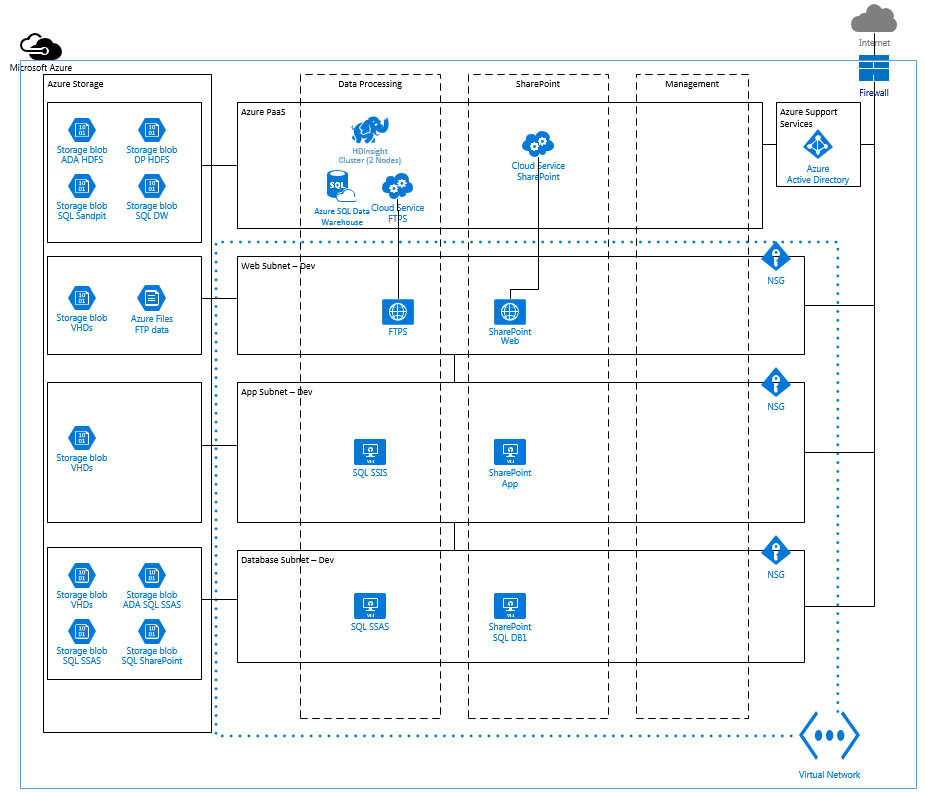 Internet
Microsoft Azure
Firewall
Azure Storage
Data Processing
SharePoint
Management
Azure PaaS
Azure Support
Services
Storage blob
ADA HDFS
Storage blob
DP HDFS
HDInsight
Cluster (2 Nodes)
Cloud Service
SharePoint
Azure
Active Directory
Storage blob
SQL Sandpit
Storage blob
SQL DW
SQL
Azure SQL Data
Warehouse
Cloud Service
FTPS
Web Subnet – Dev
NSG
Storage blob
VHDs
Azure Files
FTP data
FTPS
SharePoint
Web
App Subnet – Dev
NSG
Storage blob
VHDs
SQL SSIS
SharePoint
App
Database Subnet – Dev
NSG
Storage blob
VHDs
Storage blob
ADA SQL SSAS
SQL SSAS
SharePoint
SQL DB1
Storage blob
SQL SSAS
Storage blob
SQL SharePoint
Virtual Network